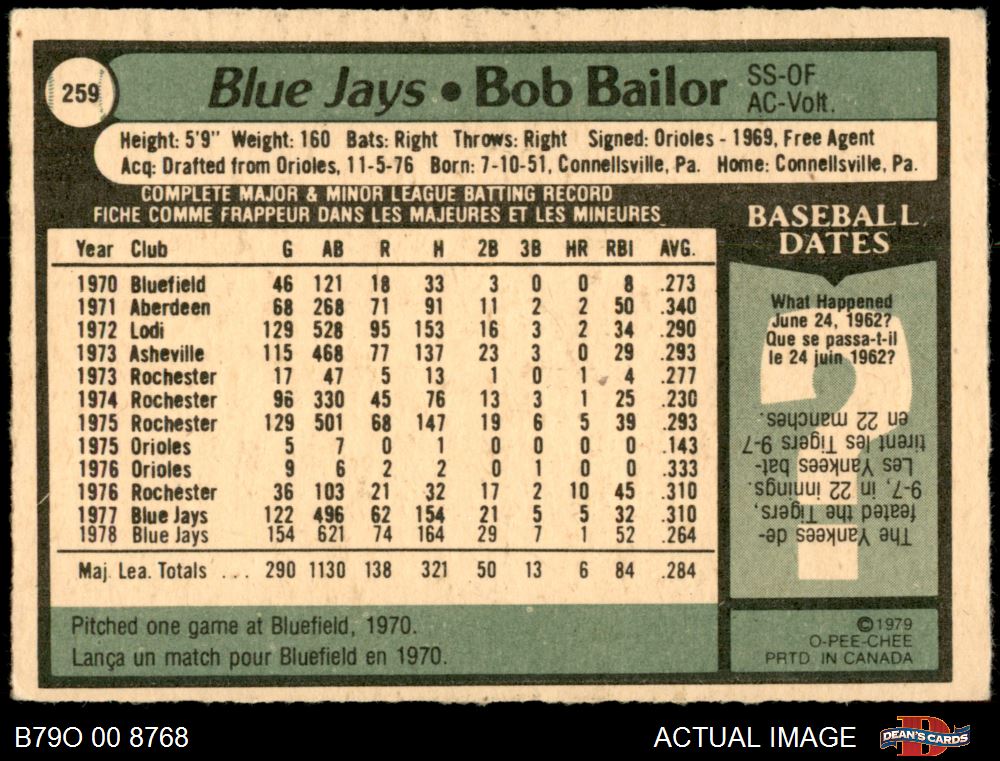 259
Blue Jays • Bob Bailor
SS-OF
AC-Volt.
Height: 5'9" Weight: 160 Bats: Right Throws: Right Signed: Orioles - 1969, Free Agent
Acq: Drafted from Orioles, 11-5-76 Born: 7-10-51, Connellsville, Pa. Home: Connellsville, Pa.
COMPLETE MAJOR & MINOR LEAGUE BATTING RECORD
FICHE COMME FRAPPEUR DANS LES MAJEURES ET LES MINEURES
Year Club G AB R H 2B 3B HR RBI AVG.
1970 Bluefield 46 121 18 33 3 0 0 8 .273
1971 Aberdeen 68 268 71 91 11 2 2 50 .340
1972 Lodi 129 528 95 153 16 3 2 34 .290
1973 Asheville 115 468 77 137 23 3 0 29 .293
1973 Rochester 17 47 5 13 1 0 1 4 .277
1974 Rochester 96 330 45 76 13 3 1 25 .230
1975 Rochester 129 501 68 147 19 6 5 39 .293
1975 Orioles 5 7 0 1 0 0 0 0 .143
1976 Orioles 9 6 2 2 0 1 0 0 .333
1976 Rochester 36 103 21 32 17 2 10 45 .310
1977 Blue Jays 122 496 62 154 21 5 5 32 .310
1978 Blue Jays 154 621 74 164 29 7 1 52 .264
Maj. Lea. Totals ... 290 1130 138 321 50 13 6 84 .284
Pitched one game at Bluefield, 1970.
Lança un match pour Bluefield en 1970.
BASEBALL
DATES
What Happened
June 24, 1962?
Que se passa-t-il
le 24 juin 1962?
The Yankees de-
feated the Tigers,
9-7, in 22 innings.
Les Yankees bat-
tirent les Tigers 9-7
en 22 manches.
©1979
O-PEE-CHEE
PRTD. IN CANADA
B79O 00 8768
ACTUAL IMAGE
DEAN'S CARDS